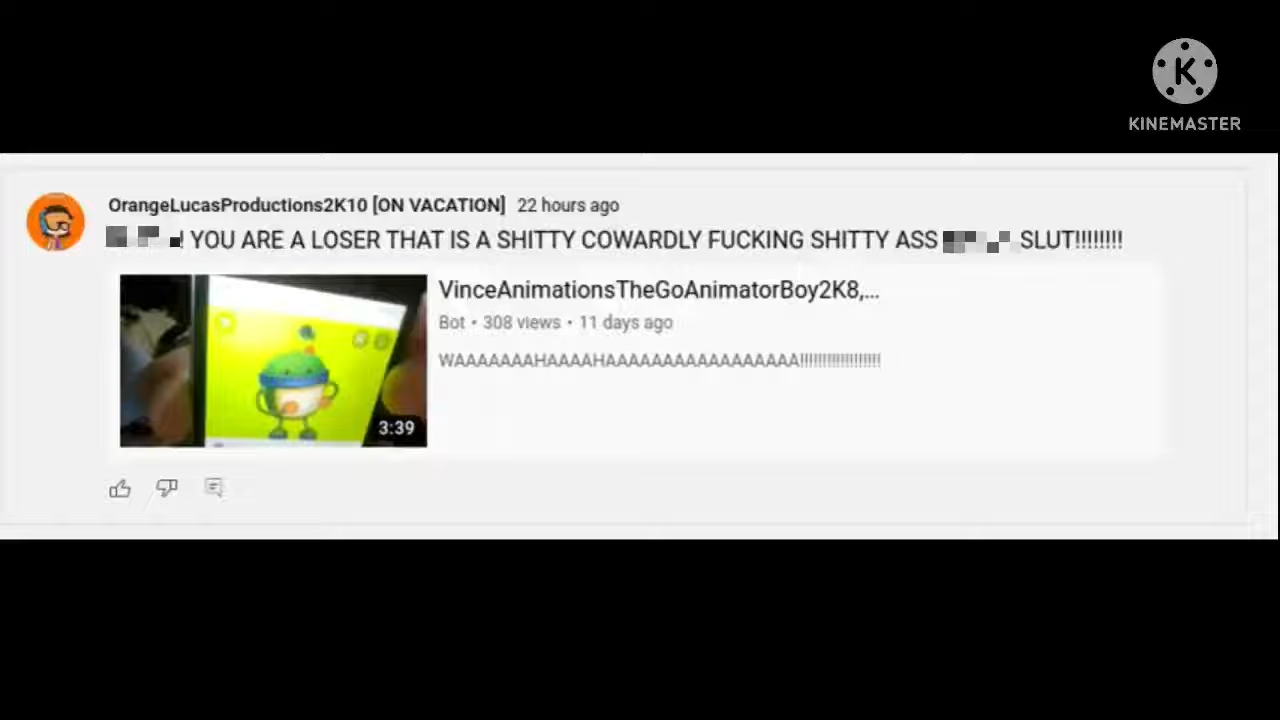 K
KINEMASTER
OrangeLucasProductions2K10 [ON VACATION] 22 hours ago
! YOU ARE A LOSER THAT IS A SHITTY COWARDLY FUCKING SHITTY ASS SLUT!!!!!!!!
VinceAnimationsTheGoAnimatorBoy2K8,...
Bot • 308 views • 11 days ago
WAAAAAAAHAAAAHAAAAAAAAAAAAAAAAA!!!!!!!!!!!!!!!!!!
3:39